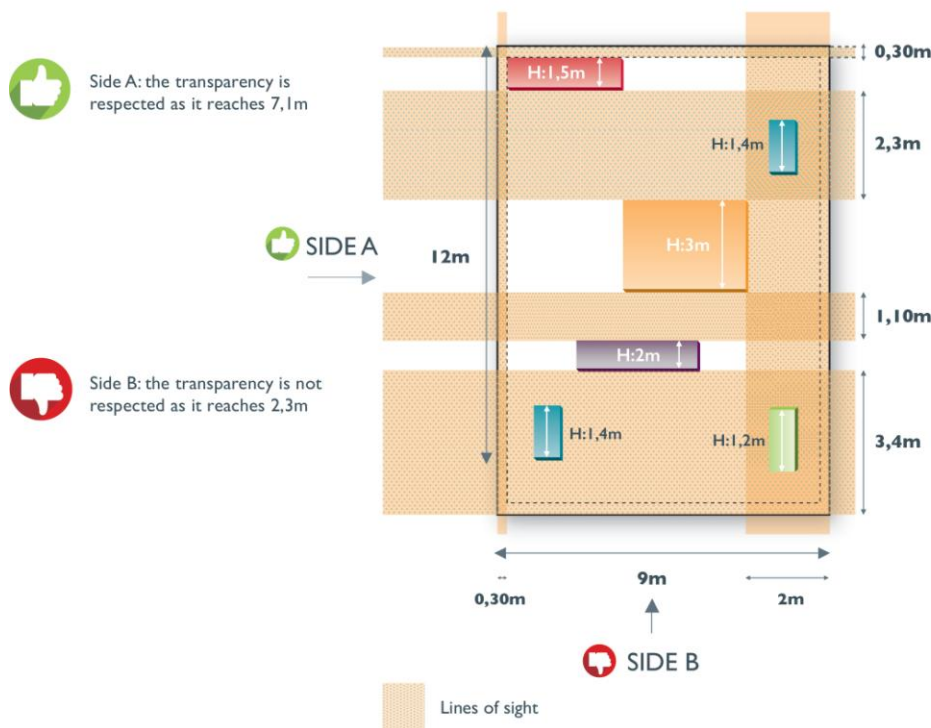 0,30m
H:1,5m
Side A: the transparency is
respected as it reaches 7,1m
H:1,4m
2,3m
SIDE A
12m
H:3m
1,10m
H:2m
Side B: the transparency is not
respected as it reaches 2,3m
H:1,4m
H:1,2m
3,4m
9m
0,30m
2m
SIDE B
Lines of sight